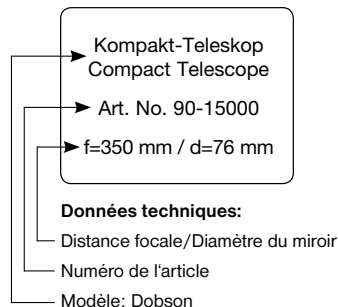 Kompakt-Teleskop
Compact Telescope
Art. No. 90-15000
f=350 mm / d=76 mm
Données techniques:
Distance focale/Diamètre du miroir
Numéro de l‘article
Modèle: Dobson